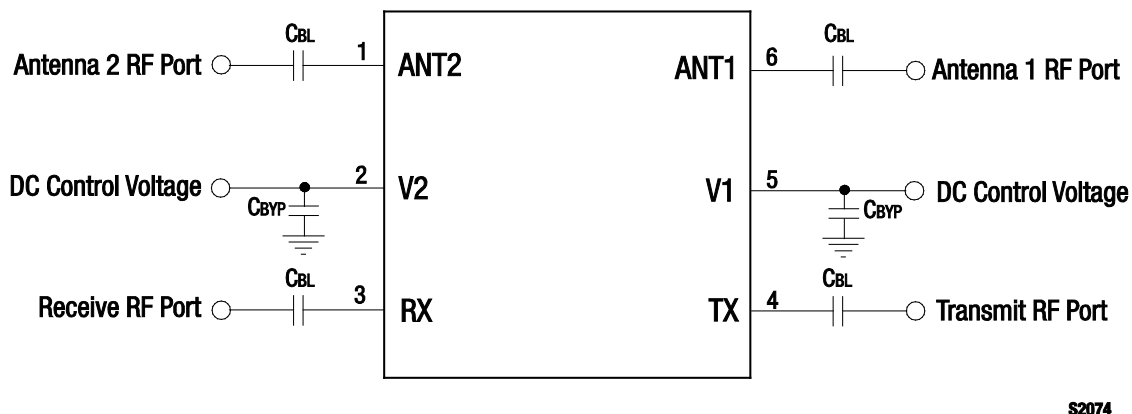 CBL
1
Antenna 2 RF Port
ANT2
CBL
6
ANT1
Antenna 1 RF Port
2
DC Control Voltage
V2
CBYP
5
V1
DC Control Voltage
CBYP
CBL
3
Receive RF Port
RX
CBL
4
TX
Transmit RF Port
S2074